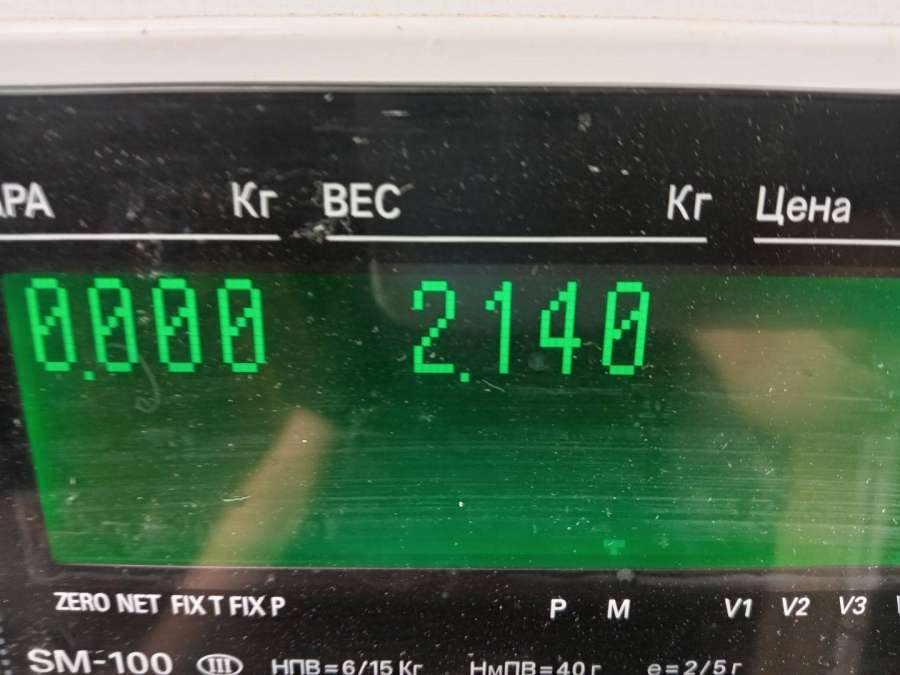 АРА Кг ВЕС Кг Цена
0.000 2.140
ZERO NET FIX T FIX P P M V1 V2 V3
SM-100 III НПВ=6/15 Кг НмПВ=40 г e=2/5 г